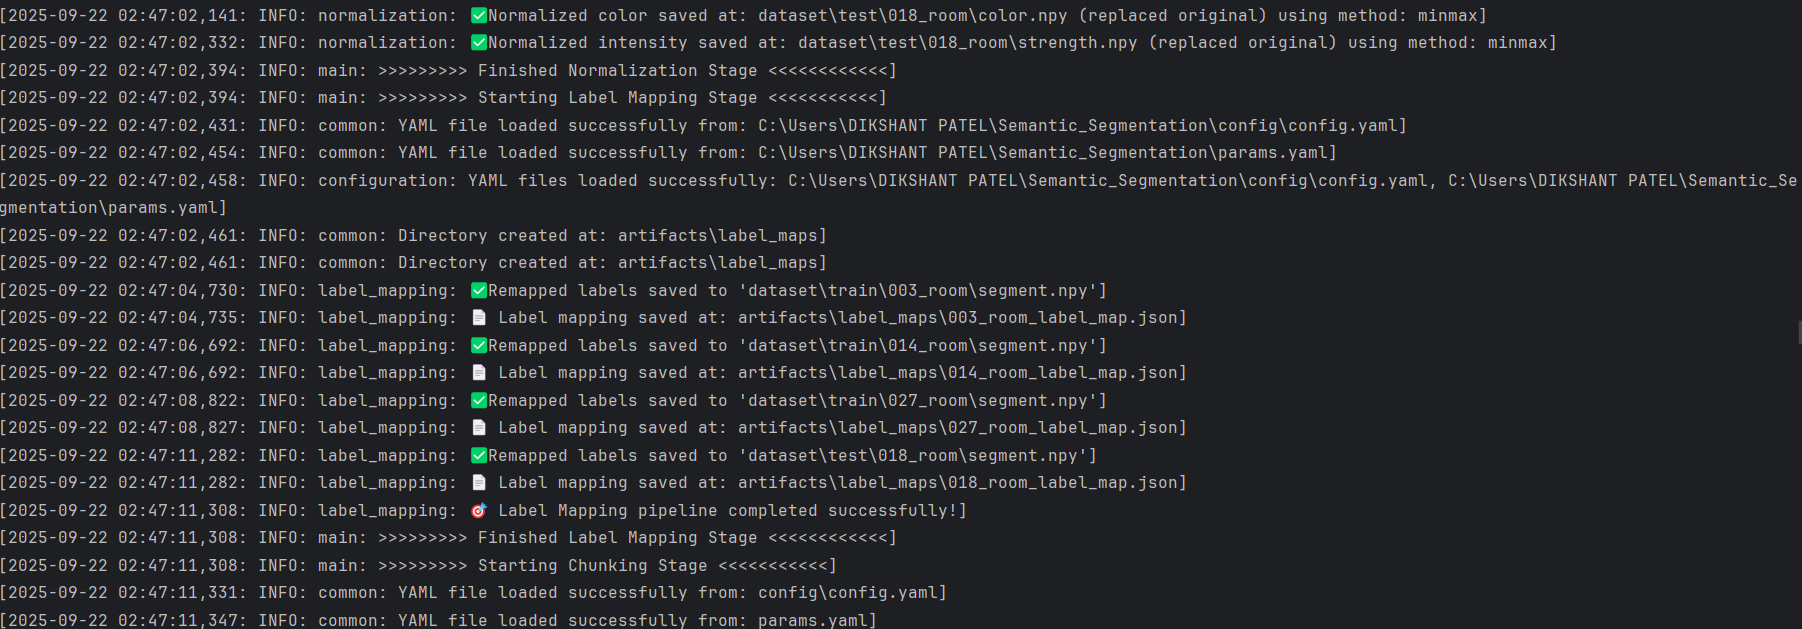 [2025-09-22 02:47:02,141: INFO: normalization: ✅Normalized color saved at: dataset\test\018_room\color.npy (replaced original) using method: minmax]
[2025-09-22 02:47:02,332: INFO: normalization: ✅Normalized intensity saved at: dataset\test\018_room\strength.npy (replaced original) using method: minmax]
[2025-09-22 02:47:02,394: INFO: main: >>>>>>>>> Finished Normalization Stage <<<<<<<<<<<<]
[2025-09-22 02:47:02,394: INFO: main: >>>>>>>>> Starting Label Mapping Stage <<<<<<<<<<<]
[2025-09-22 02:47:02,431: INFO: common: YAML file loaded successfully from: C:\Users\DIKSHANT PATEL\Semantic_Segmentation\config\config.yaml]
[2025-09-22 02:47:02,454: INFO: common: YAML file loaded successfully from: C:\Users\DIKSHANT PATEL\Semantic_Segmentation\params.yaml]
[2025-09-22 02:47:02,458: INFO: configuration: YAML files loaded successfully: C:\Users\DIKSHANT PATEL\Semantic_Segmentation\config\config.yaml, C:\Users\DIKSHANT PATEL\Semantic_Se
gmentation\params.yaml]
[2025-09-22 02:47:02,461: INFO: common: Directory created at: artifacts\label_maps]
[2025-09-22 02:47:02,461: INFO: common: Directory created at: artifacts\label_maps]
[2025-09-22 02:47:04,730: INFO: label_mapping: ✅Remapped labels saved to 'dataset\train\003_room\segment.npy']
[2025-09-22 02:47:04,735: INFO: label_mapping: 📄 Label mapping saved at: artifacts\label_maps\003_room_label_map.json]
[2025-09-22 02:47:06,692: INFO: label_mapping: ✅Remapped labels saved to 'dataset\train\014_room\segment.npy']
[2025-09-22 02:47:06,692: INFO: label_mapping: 📄 Label mapping saved at: artifacts\label_maps\014_room_label_map.json]
[2025-09-22 02:47:08,822: INFO: label_mapping: ✅Remapped labels saved to 'dataset\train\027_room\segment.npy']
[2025-09-22 02:47:08,827: INFO: label_mapping: 📄 Label mapping saved at: artifacts\label_maps\027_room_label_map.json]
[2025-09-22 02:47:11,282: INFO: label_mapping: ✅Remapped labels saved to 'dataset\test\018_room\segment.npy']
[2025-09-22 02:47:11,282: INFO: label_mapping: 📄 Label mapping saved at: artifacts\label_maps\018_room_label_map.json]
[2025-09-22 02:47:11,308: INFO: label_mapping: 🎯 Label Mapping pipeline completed successfully!]
[2025-09-22 02:47:11,308: INFO: main: >>>>>>>>> Finished Label Mapping Stage <<<<<<<<<<<<]
[2025-09-22 02:47:11,308: INFO: main: >>>>>>>>> Starting Chunking Stage <<<<<<<<<<<]
[2025-09-22 02:47:11,331: INFO: common: YAML file loaded successfully from: config\config.yaml]
[2025-09-22 02:47:11,347: INFO: common: YAML file loaded successfully from: params.yaml]